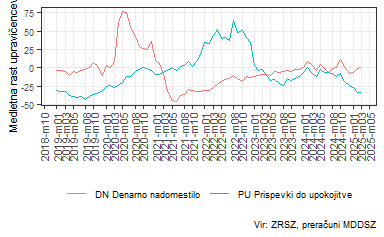 Medletna rast upravičencev
75
50
25
0
-25
-50
2018-m10
2019-m01
2019-m03
2019-m05
2019-m08
2019-m10
2020-m01
2020-m03
2020-m05
2020-m08
2020-m10
2021-m01
2021-m03
2021-m05
2021-m08
2021-m10
2022-m01
2022-m03
2022-m05
2022-m08
2022-m10
2023-m01
2023-m03
2023-m05
2023-m08
2023-m10
2024-m01
2024-m03
2024-m05
2024-m08
2024-m10
2025-m01
2025-m03
2025-m05
DN Denarno nadomestilo
PU Prispevki do upokojitve
Vir: ZRSZ, preračuni MDDSZ